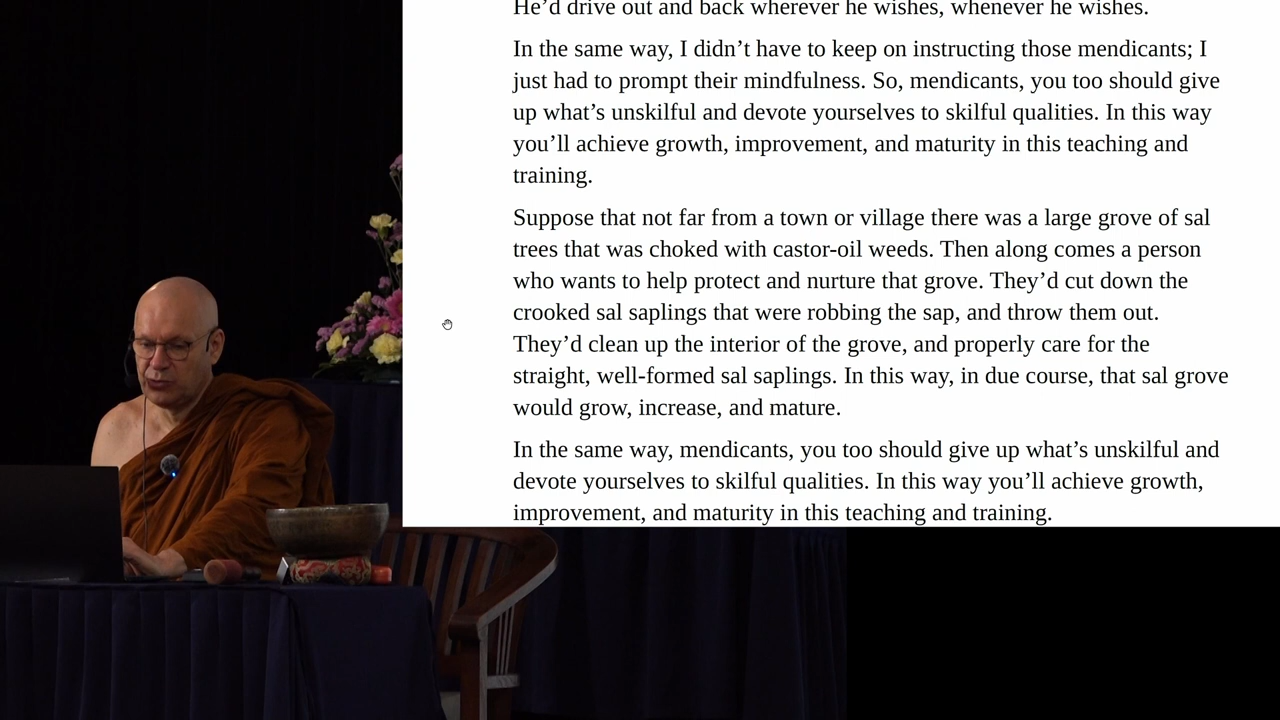 He’d drive out and back wherever he wishes, whenever he wishes.
In the same way, I didn’t have to keep on instructing those mendicants; I
just had to prompt their mindfulness. So, mendicants, you too should give
up what’s unskilful and devote yourselves to skilful qualities. In this way
you’ll achieve growth, improvement, and maturity in this teaching and
training.
Suppose that not far from a town or village there was a large grove of sal
trees that was choked with castor-oil weeds. Then along comes a person
who wants to help protect and nurture that grove. They’d cut down the
crooked sal saplings that were robbing the sap, and throw them out.
They’d clean up the interior of the grove, and properly care for the
straight, well-formed sal saplings. In this way, in due course, that sal grove
would grow, increase, and mature.
In the same way, mendicants, you too should give up what’s unskilful and
devote yourselves to skilful qualities. In this way you’ll achieve growth,
improvement, and maturity in this teaching and training.